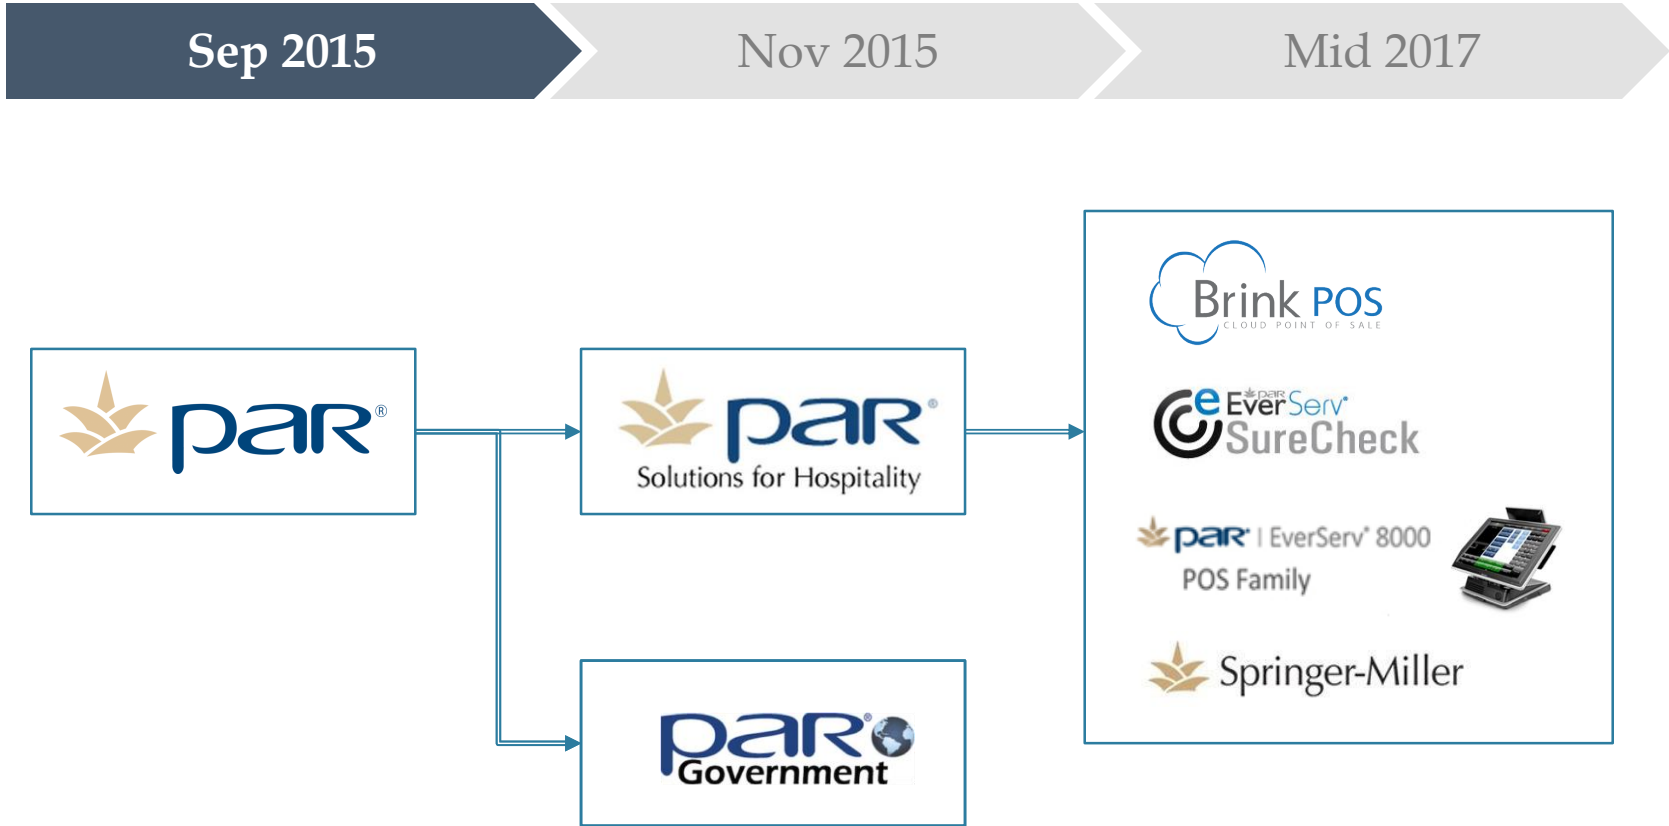 Sep 2015
Nov 2015
Mid 2017
par®
par®
Solutions for Hospitality
par®
Government
Brink POS
CLOUD POINT OF SALE
e par
EverServ®
SureCheck
par® | EverServ® 8000
POS Family
Springer-Miller